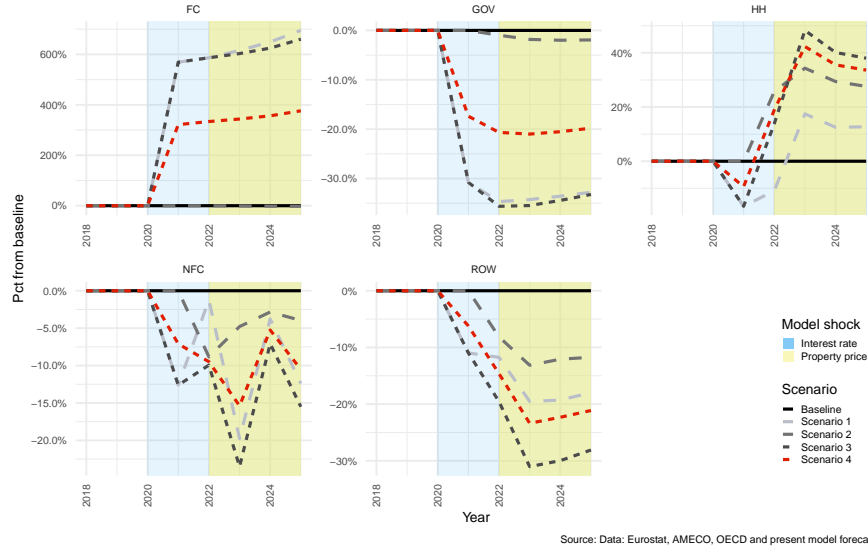 FC
GOV
HH
600%
400%
200%
0%
0.0%
−10.0%
−20.0%
−30.0%
40%
20%
0%
2018
2020
2022
2024
2018
2020
2022
2024
2018
2020
2022
2024
Pct from baseline
NFC
ROW
0.0%
−5.0%
−10.0%
−15.0%
−20.0%
0%
−10%
−20%
−30%
2018
2020
2022
2024
2018
2020
2022
2024
Year
Model shock
Interest rate
Property price
Scenario
Baseline
Scenario 1
Scenario 2
Scenario 3
Scenario 4
Source: Data: Eurostat, AMECO, OECD and present model foreca